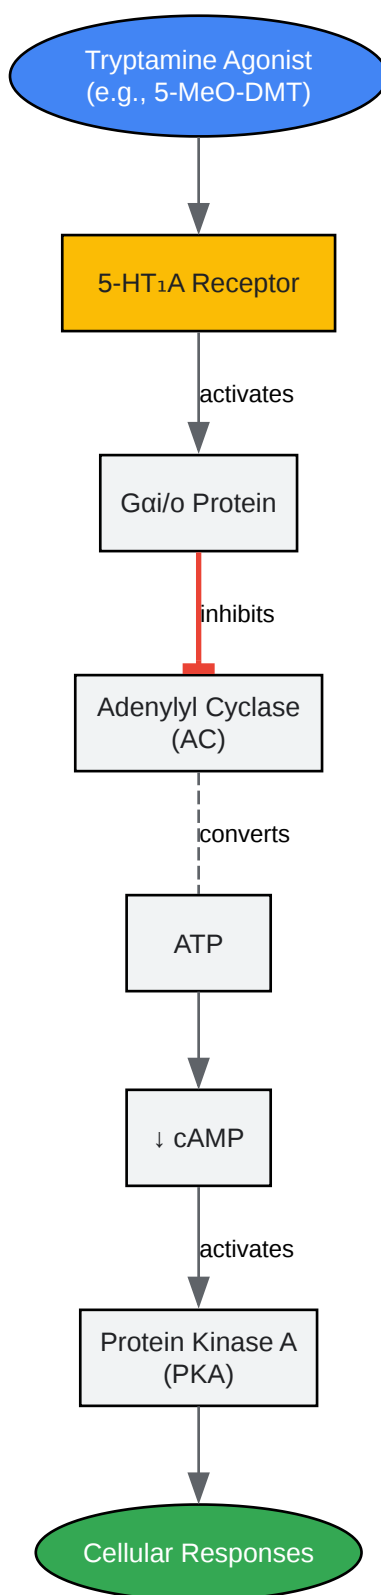 Tryptamine Agonist
(e.g., 5-MeO-DMT)
5-HT₁A Receptor
activates
Gαi/o Protein
inhibits
Adenylyl Cyclase
(AC)
converts
ATP
↓ cAMP
activates
Protein Kinase A
(PKA)
Cellular Responses